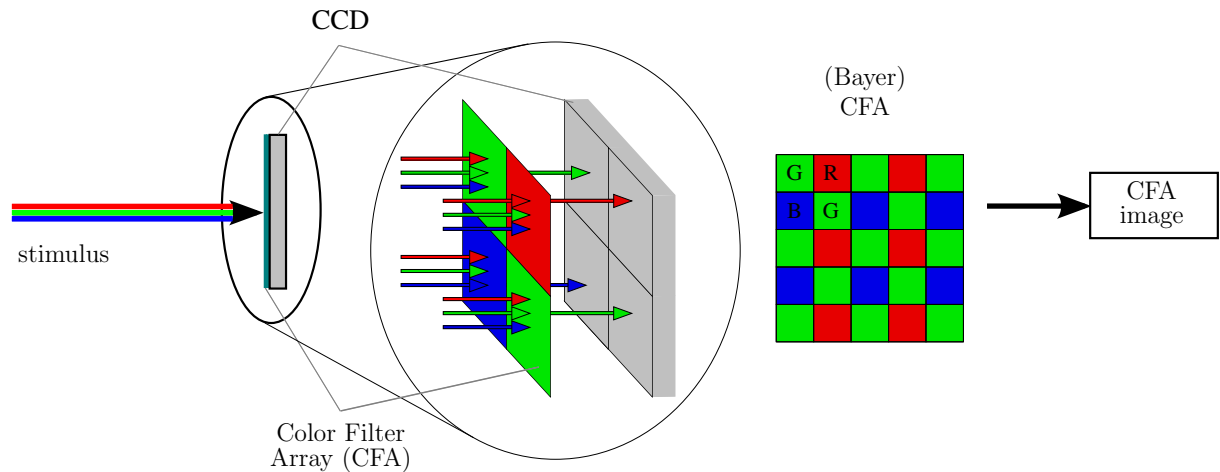 CCD
(Bayer)
CFA
G R
B G
CFA
image
stimulus
Color Filter
Array (CFA)